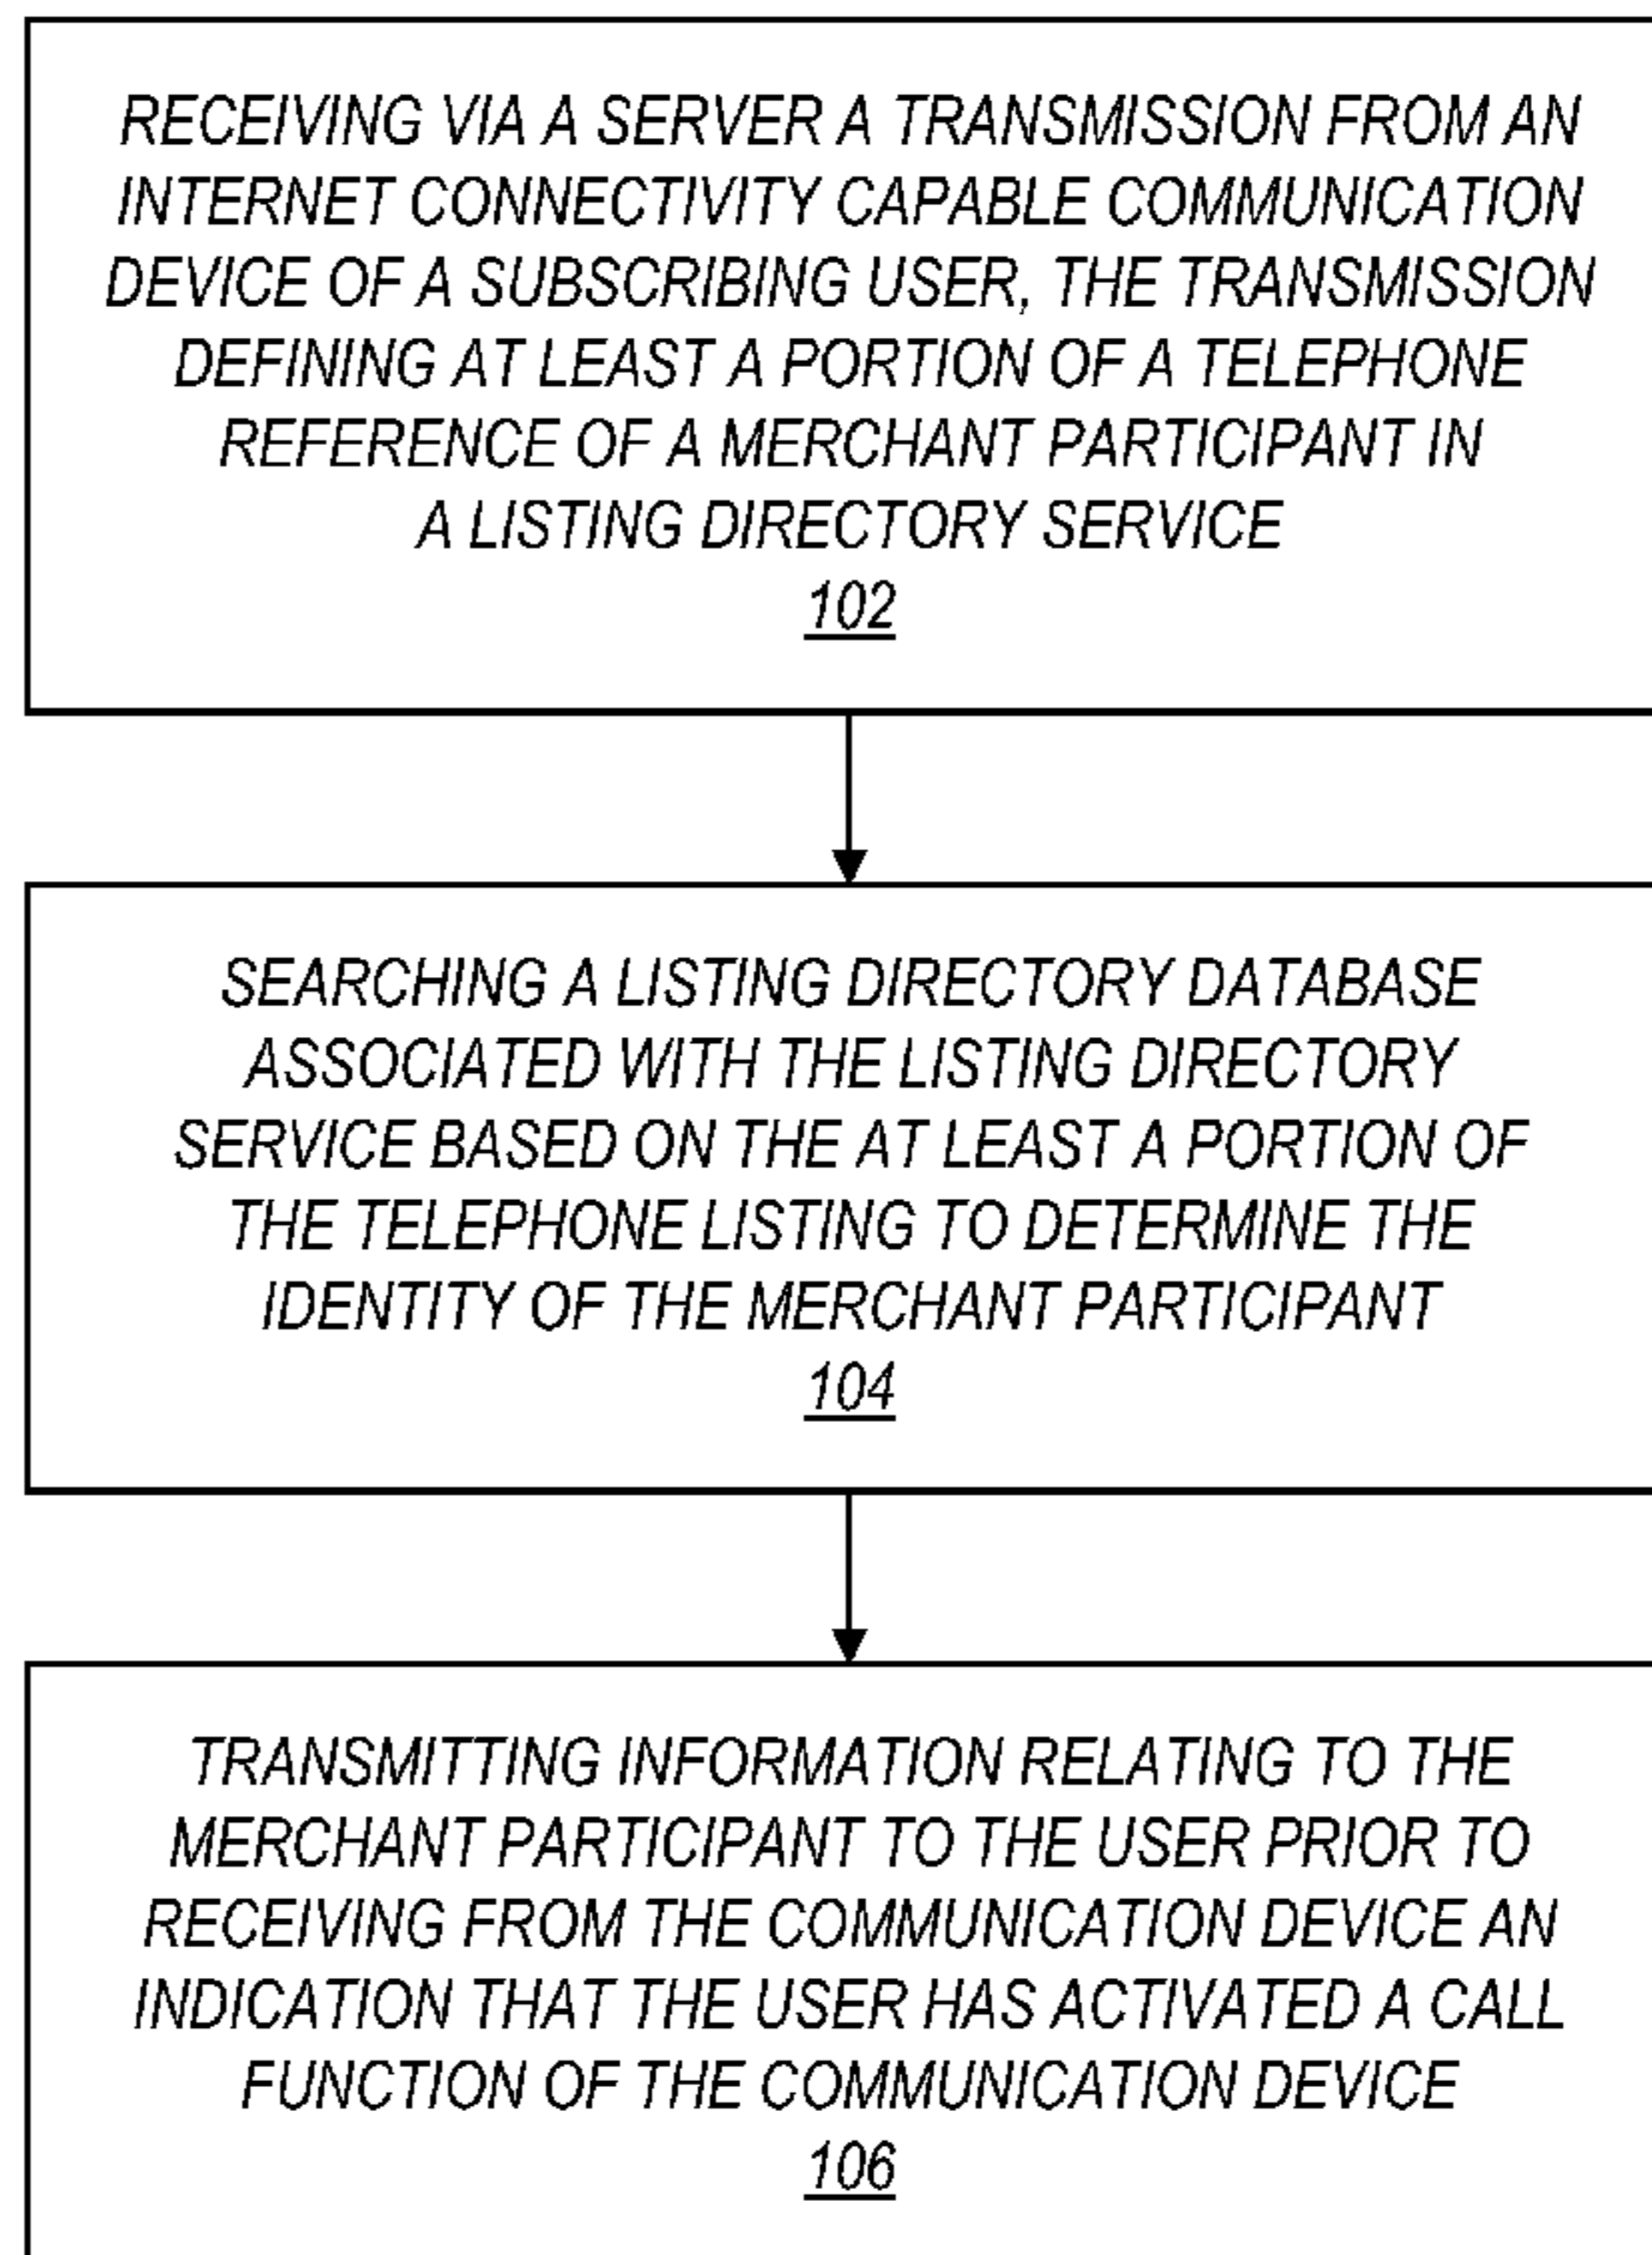 RECEIVING VIA A SERVER A TRANSMISSION FROM AN
INTERNET CONNECTIVITY CAPABLE COMMUNICATION
DEVICE OF A SUBSCRIBING USER, THE TRANSMISSION
DEFINING AT LEAST A PORTION OF A TELEPHONE
REFERENCE OF A MERCHANT PARTICIPANT IN
A LISTING DIRECTORY SERVICE
102
SEARCHING A LISTING DIRECTORY DATABASE
ASSOCIATED WITH THE LISTING DIRECTORY
SERVICE BASED ON THE AT LEAST A PORTION OF
THE TELEPHONE LISTING TO DETERMINE THE
IDENTITY OF THE MERCHANT PARTICIPANT
104
TRANSMITTING INFORMATION RELATING TO THE
MERCHANT PARTICIPANT TO THE USER PRIOR TO
RECEIVING FROM THE COMMUNICATION DEVICE AN
INDICATION THAT THE USER HAS ACTIVATED A CALL
FUNCTION OF THE COMMUNICATION DEVICE
106